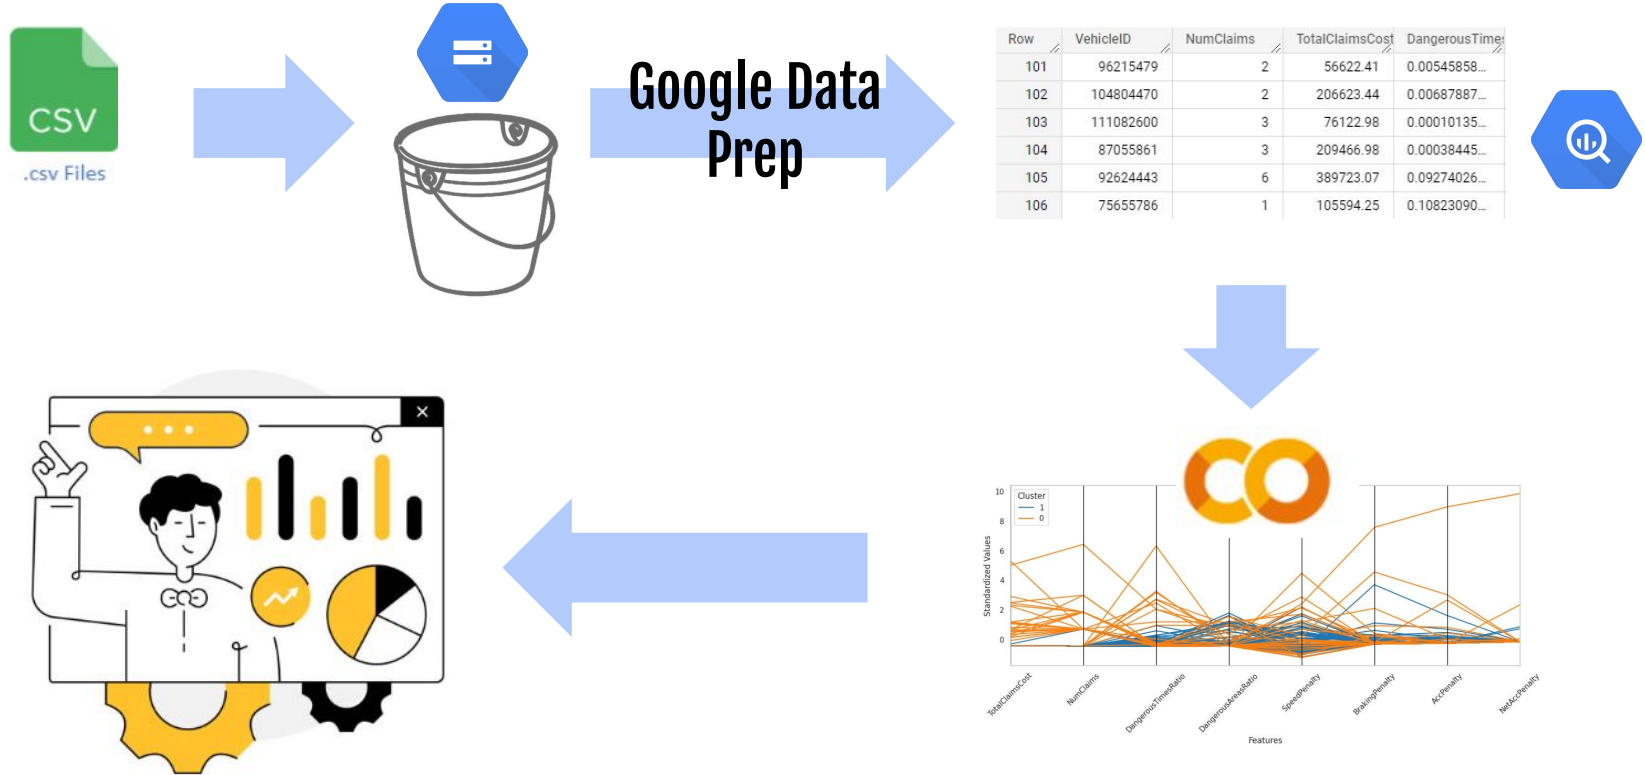 CSV
.csv Files
Google Data
Prep
Row VehicleID NumClaims TotalClaimsCost DangerousTimes
101 96215479 2 56622.41 0.00545858...
102 104804470 2 206623.44 0.00687887...
103 111082600 3 76122.98 0.00010135...
104 87055861 3 209466.98 0.00038445...
105 92624443 6 389723.07 0.09274026...
106 75655786 1 105594.25 0.10823090...
CO
Cluster
1
0
Standardized Values
10
8
6
4
2
0
TotalClaimsCost
NumClaims
DangerousTimesRatio
DangerousAreasRatio
SpeedPenalty
BrakingPenalty
AccPenalty
NetAccPenalty
Features